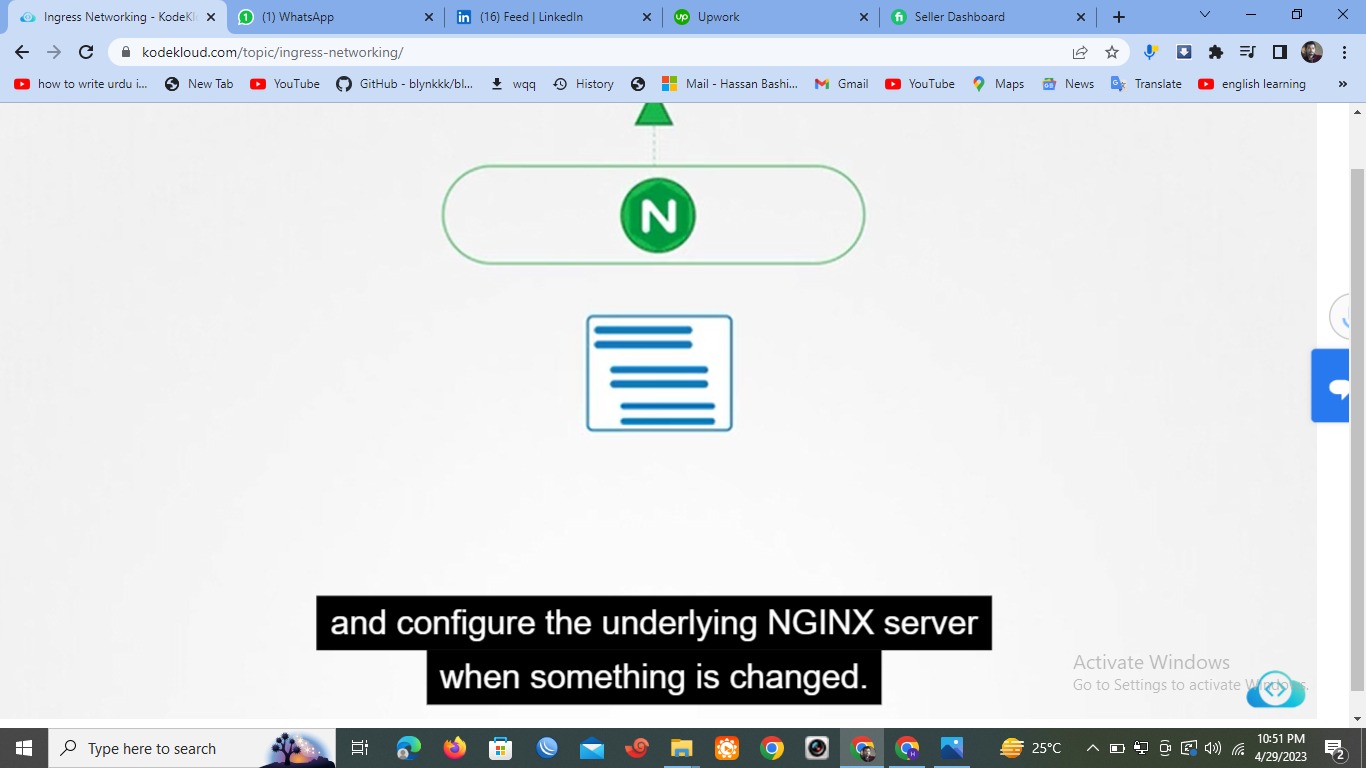 Ingress Networking - KodeKl
(1) WhatsApp
(16) Feed | LinkedIn
up
Upwork
fi
Seller Dashboard
kodekloud.com/topic/ingress-networking/
how to write urdu i...
New Tab
YouTube
GitHub - blynkkk/bl...
wqq
History
Mail - Hassan Bashi...
Gmail
YouTube
Maps
News
Translate
english learning
»
N
and configure the underlying NGINX server
when something is changed.
Activate Windows
Go to Settings to activate Windows.
Type here to search
25°C
10:51 PM
4/29/2023
2